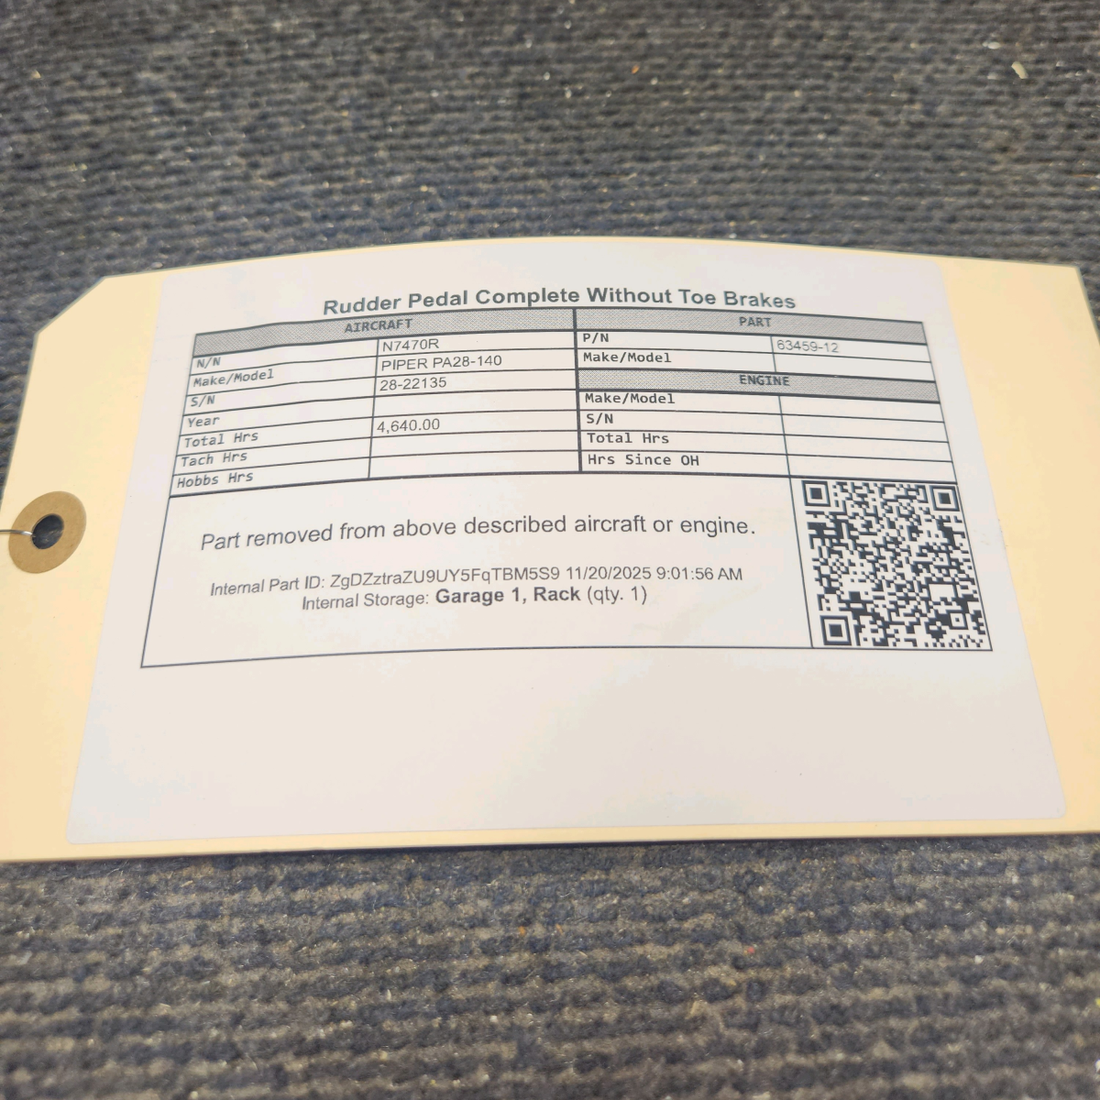 Rudder Pedal Complete Without Toe Brakes
AIRCRAFT
N/N N7470R
Make/Model PIPER PA28-140
S/N 28-22135
Year
Total Hrs 4,640.00
Tach Hrs
Hobbs Hrs
PART
P/N 63459-12
Make/Model
ENGINE
Make/Model
S/N
Total Hrs
Hrs Since OH
Part removed from above described aircraft or engine.
Internal Part ID: ZgDZztraZU9UY5FqTBM5S9 11/20/2025 9:01:56 AM
Internal Storage: Garage 1, Rack (qty. 1)